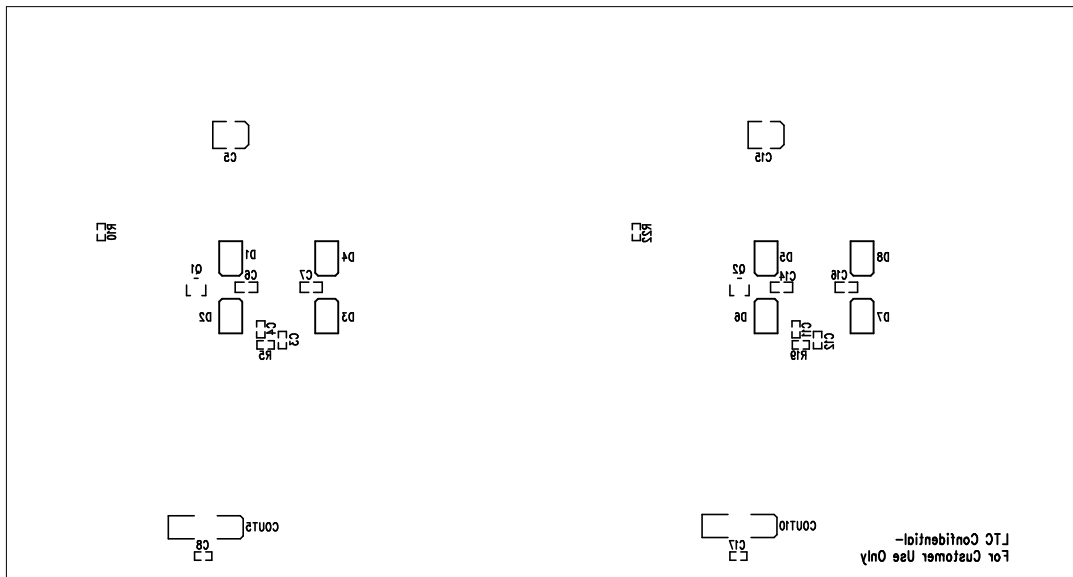 C5
C15
R10
R22
D1
D4
D5
D8
Q1
C6
C7
Q2
C14
C16
D2
D3
D6
D7
C4
C3
C11
C12
R5
R19
COUT5
COUT10
C8
C17
LTC Confidential-
For Customer Use Only